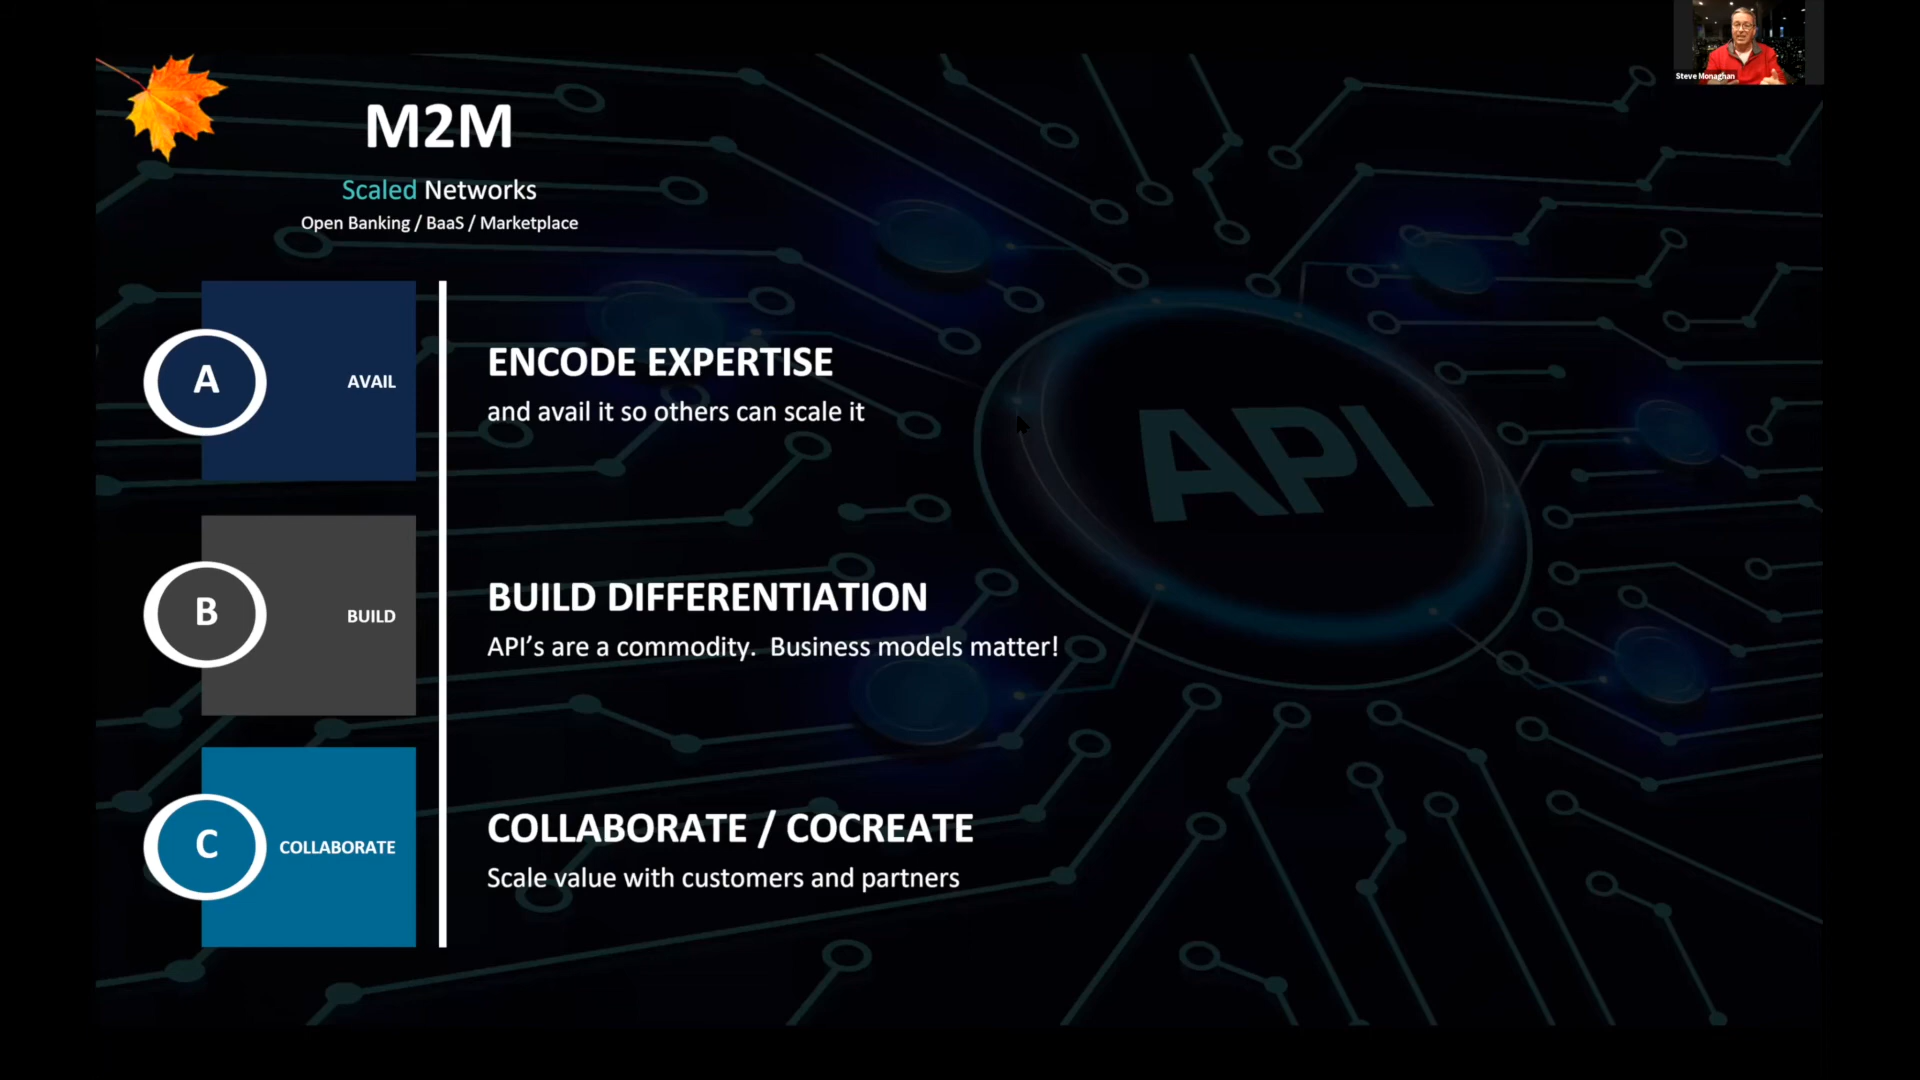 Steve Monaghan
M2M
Scaled Networks
Open Banking / BaaS / Marketplace
A
AVAIL
ENCODE EXPERTISE
and avail it so others can scale it
API
B
BUILD
BUILD DIFFERENTIATION
API’s are a commodity.  Business models matter!
C
COLLABORATE
COLLABORATE / COCREATE
Scale value with customers and partners